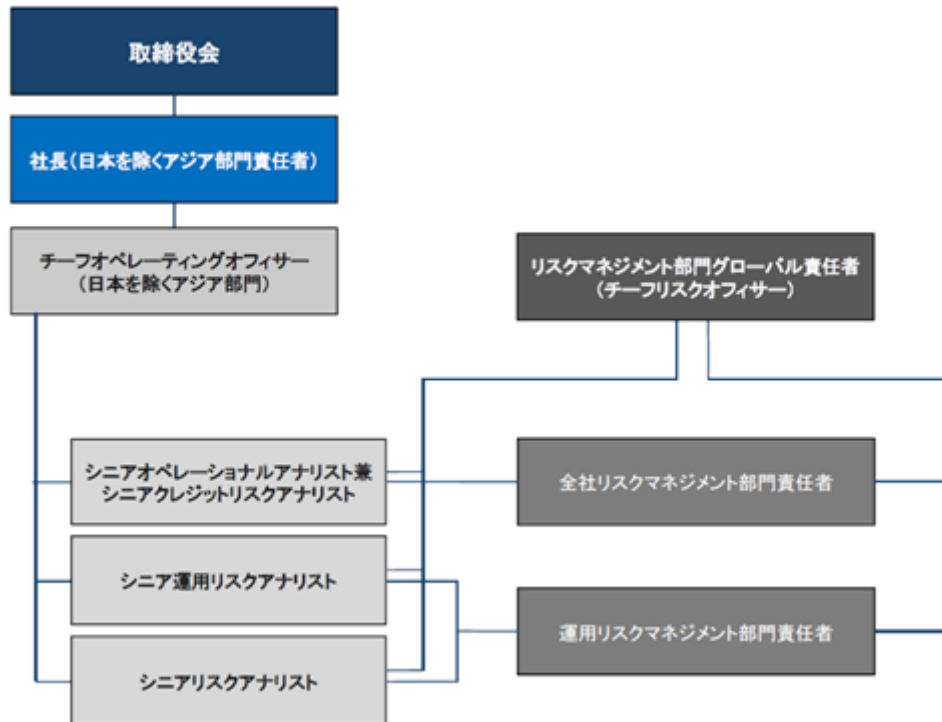 取締役会
社長(日本を除くアジア部門責任者)
チーフオペレーティングオフィサー
(日本を除くアジア部門)
リスクマネジメント部門グローバル責任者
(チーフリスクオフィサー)
シニアオペレーショナルアナリスト兼
シニアクレジットリスクアナリスト
全社リスクマネジメント部門責任者
シニア運用リスクアナリスト
運用リスクマネジメント部門責任者
シニアリスクアナリスト